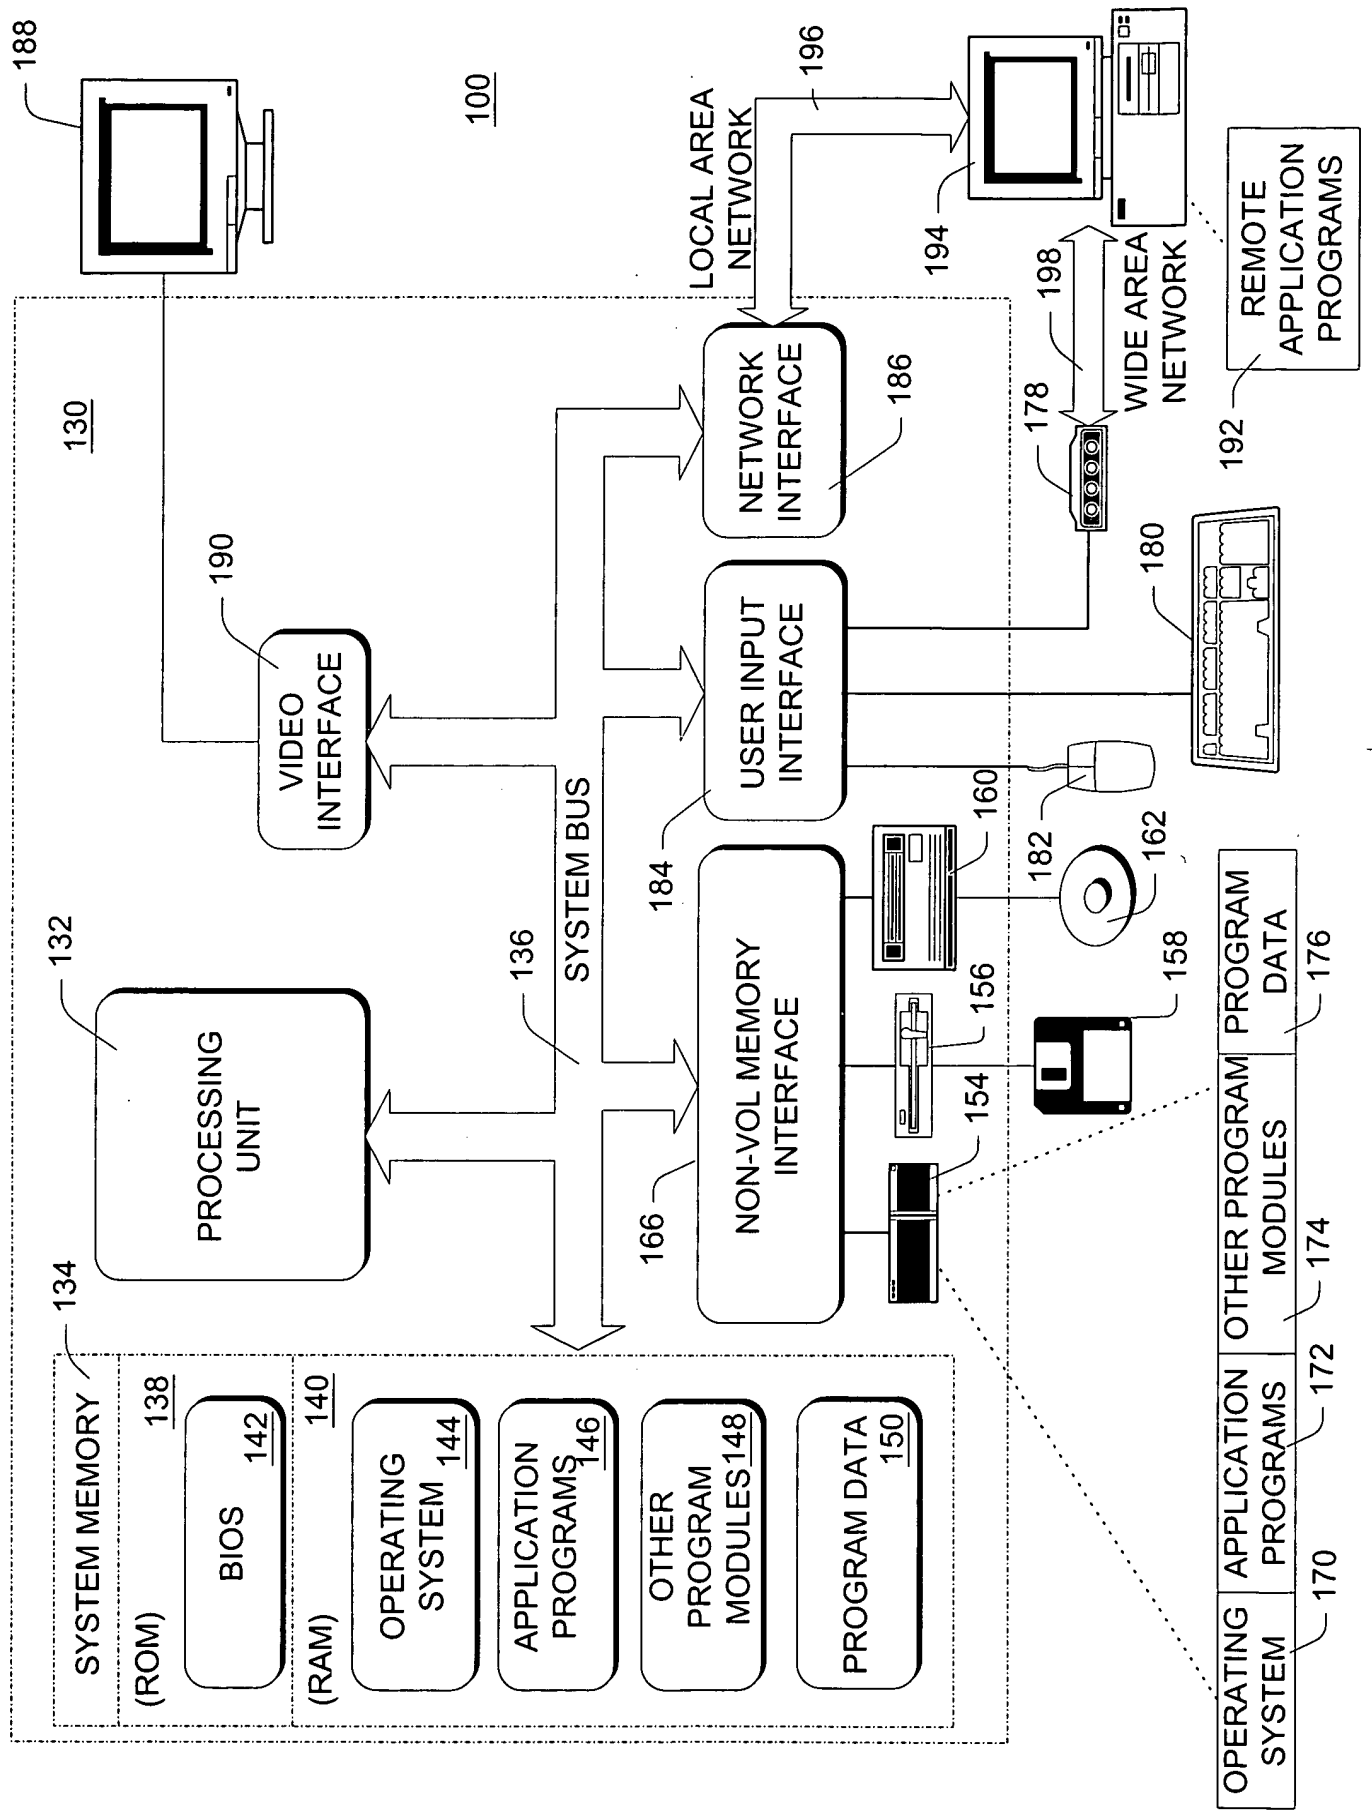 100
130
188
SYSTEM MEMORY
134
(ROM)
138
BIOS
142
(RAM)
140
OPERATING
SYSTEM
144
APPLICATION
PROGRAMS
146
OTHER
PROGRAM
MODULES
148
PROGRAM DATA
150
132
PROCESSING
UNIT
190
VIDEO
INTERFACE
136
SYSTEM BUS
166
NON-VOL MEMORY
INTERFACE
184
USER INPUT
INTERFACE
NETWORK
INTERFACE
186
LOCAL AREA
NETWORK
196
154
156
160
158
162
182
180
178
198
WIDE AREA
NETWORK
194
192
REMOTE
APPLICATION
PROGRAMS
OPERATING
SYSTEM
170
APPLICATION
PROGRAMS
172
OTHER PROGRAM
MODULES
174
PROGRAM
DATA
176